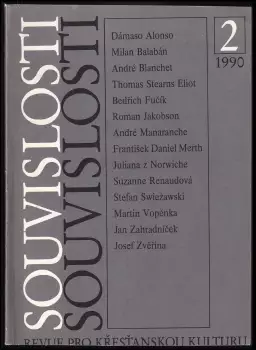 SOUVISLOSTI
SOUVISLOSTI
Dámaso Alonso
Milan Balabán
André Blanchet
Thomas Stearns Eliot
Bedřich Fučík
Roman Jakobson
André Manaranche
František Daniel Merth
Juliana z Norwiche
Suzanne Renaudová
Stefan Swieżawski
Martin Vopěnka
Jan Zahradníček
Josef Zvěřina
2
1990
REVUE PRO KŘESŤANSKOU KULTURU